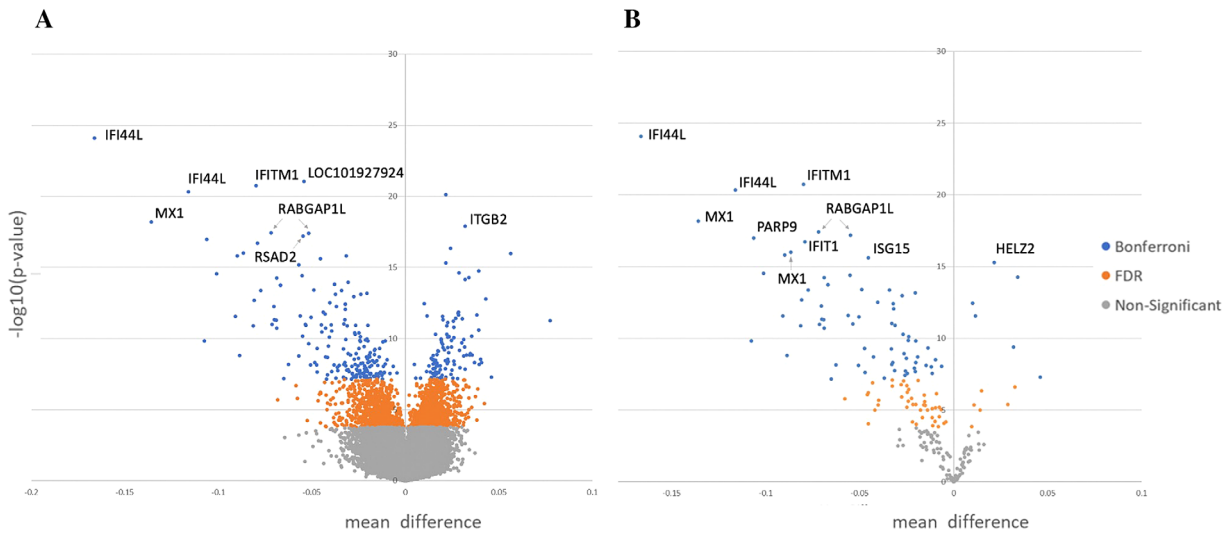 A
B
30
30
25
25
IFI44L
IFI44L
IFI44L
IFITM1
LOC101927924
IFI44L
IFITM1
20
20
MX1
RABGAP1L
ITGB2
MX1
PARP9
RABGAP1L
RSAD2
IFIT1
ISG15
HELZ2
Bonferroni
15
15
MX1
FDR
Non-Significant
-log10(p-value)
10
10
5
0
0
-0.2
-0.15
-0.1
-0.05
0
0.05
0.1
-0.15
-0.1
-0.05
0
0.05
0.1
mean difference
mean difference